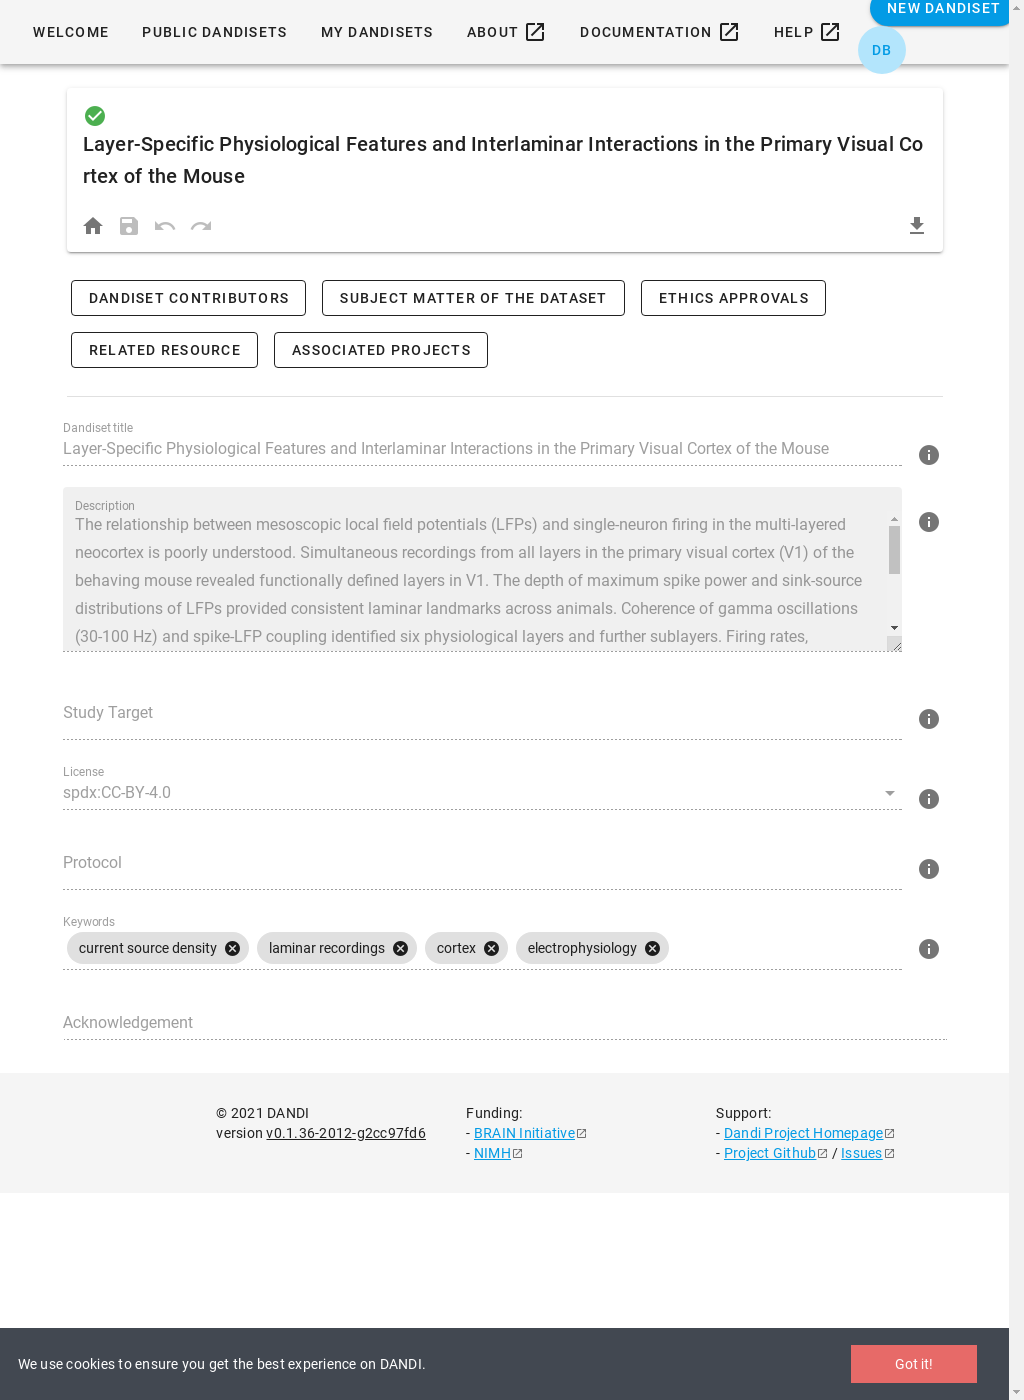 NEW DANDISET
WELCOME PUBLIC DANDISETS MY DANDISETS ABOUT DOCUMENTATION HELP
DB
Layer-Specific Physiological Features and Interlaminar Interactions in the Primary Visual Co
rtex of the Mouse
DANDISET CONTRIBUTORS SUBJECT MATTER OF THE DATASET ETHICS APPROVALS
RELATED RESOURCE ASSOCIATED PROJECTS
Dandiset title
Layer-Specific Physiological Features and Interlaminar Interactions in the Primary Visual Cortex of the Mouse
Description
The relationship between mesoscopic local field potentials (LFPs) and single-neuron firing in the multi-layered
neocortex is poorly understood. Simultaneous recordings from all layers in the primary visual cortex (V1) of the
behaving mouse revealed functionally defined layers in V1. The depth of maximum spike power and sink-source
distributions of LFPs provided consistent laminar landmarks across animals. Coherence of gamma oscillations
(30-100 Hz) and spike-LFP coupling identified six physiological layers and further sublayers. Firing rates,
Study Target
License
spdx:CC-BY-4.0
Protocol
Keywords
current source density laminar recordings cortex electrophysiology
Acknowledgement
© 2021 DANDI
version v0.1.36-2012-g2cc97fd6
Funding:
- BRAIN Initiative
- NIMH
Support:
- Dandi Project Homepage
- Project Github / Issues
We use cookies to ensure you get the best experience on DANDI.
Got it!